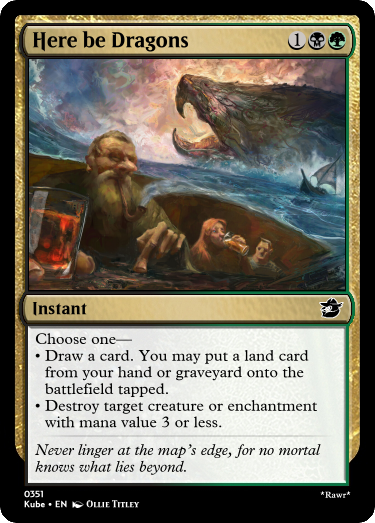 Here be Dragons 1
Instant
Choose one—
• Draw a card. You may put a land card
from your hand or graveyard onto the
battlefield tapped.
• Destroy target creature or enchantment
with mana value 3 or less.
Never linger at the map's edge, for no mortal
knows what lies beyond.
0351
Kube • EN OLLIE TITLEY
*Rawr*